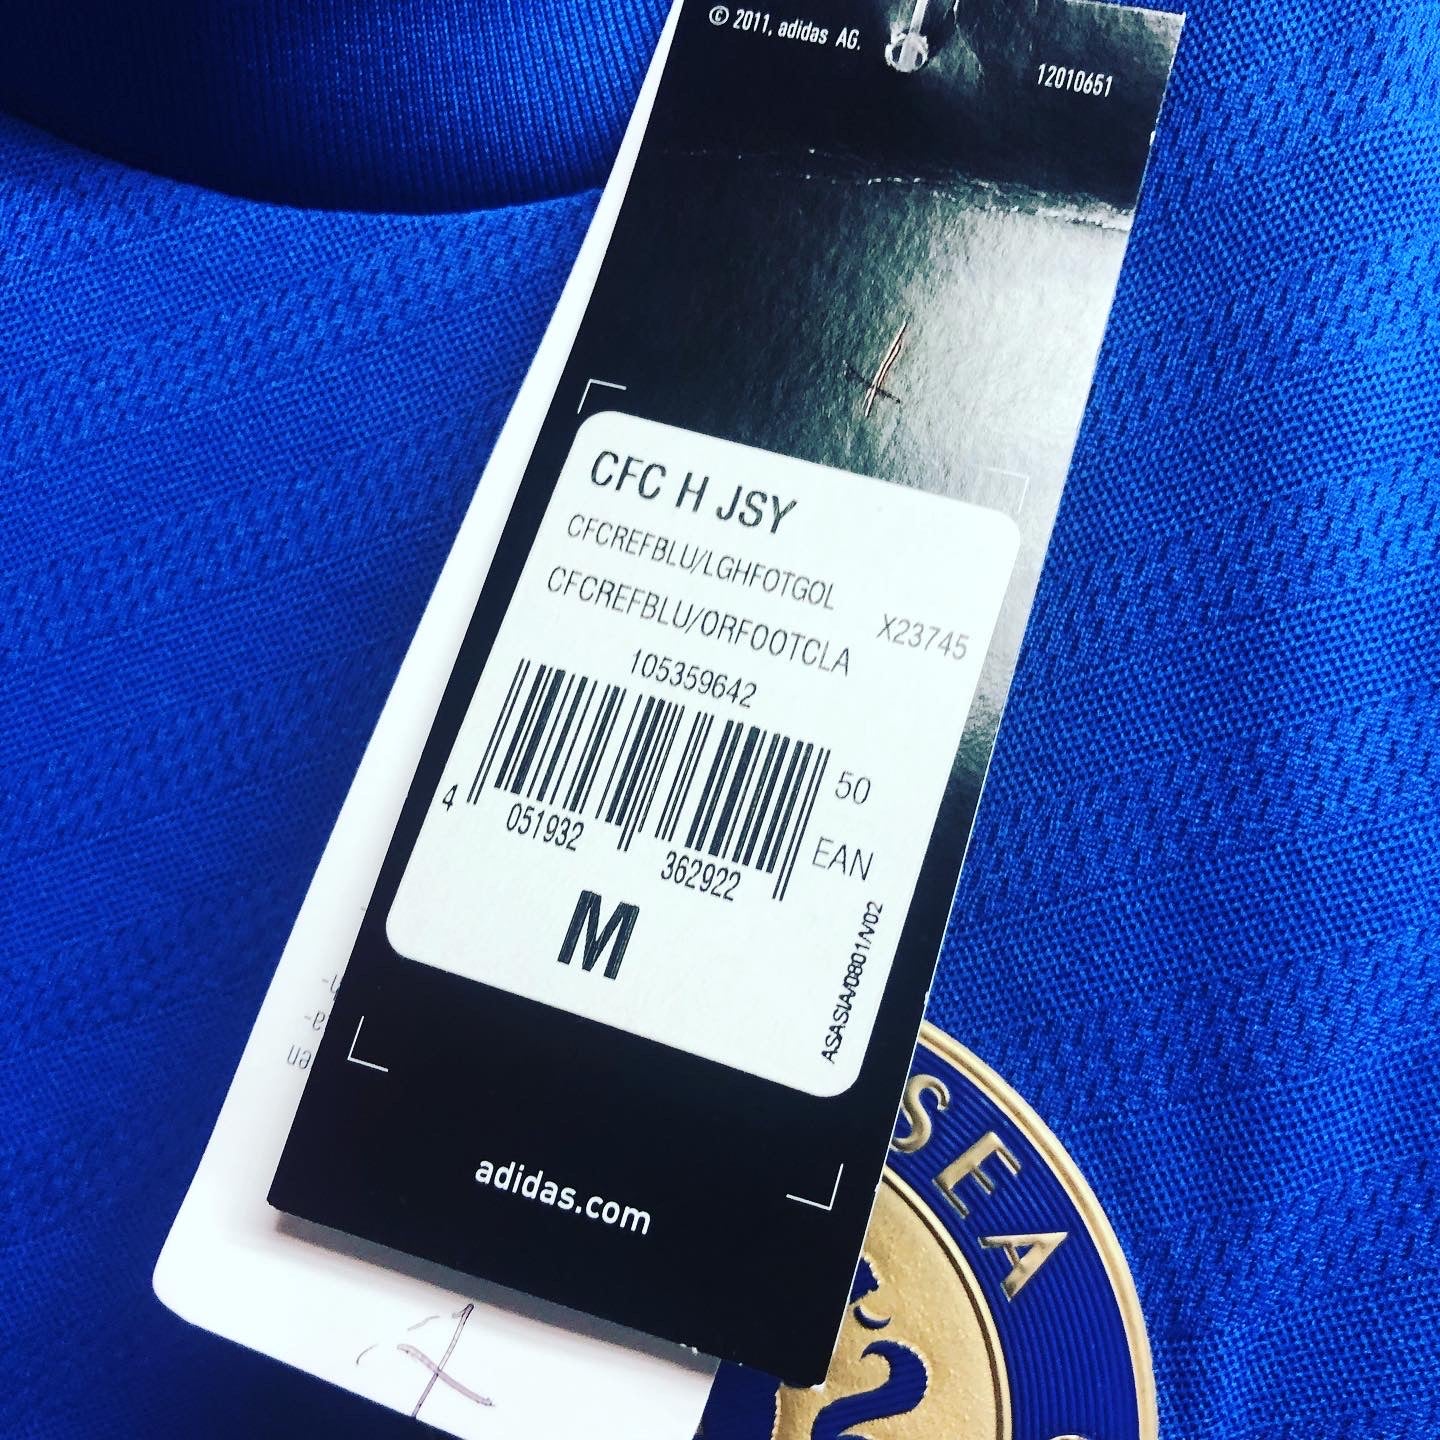 © 2011, adidas AG.
12010651
CFC H JSY
CFCREFBLU/LGHFOTGOL
CFCREFBLU/ORFOOTCLA
X23745
105359642
50
EAN
4 051932 362922
M
ASASIA/0801/V02
adidas.com
SEA